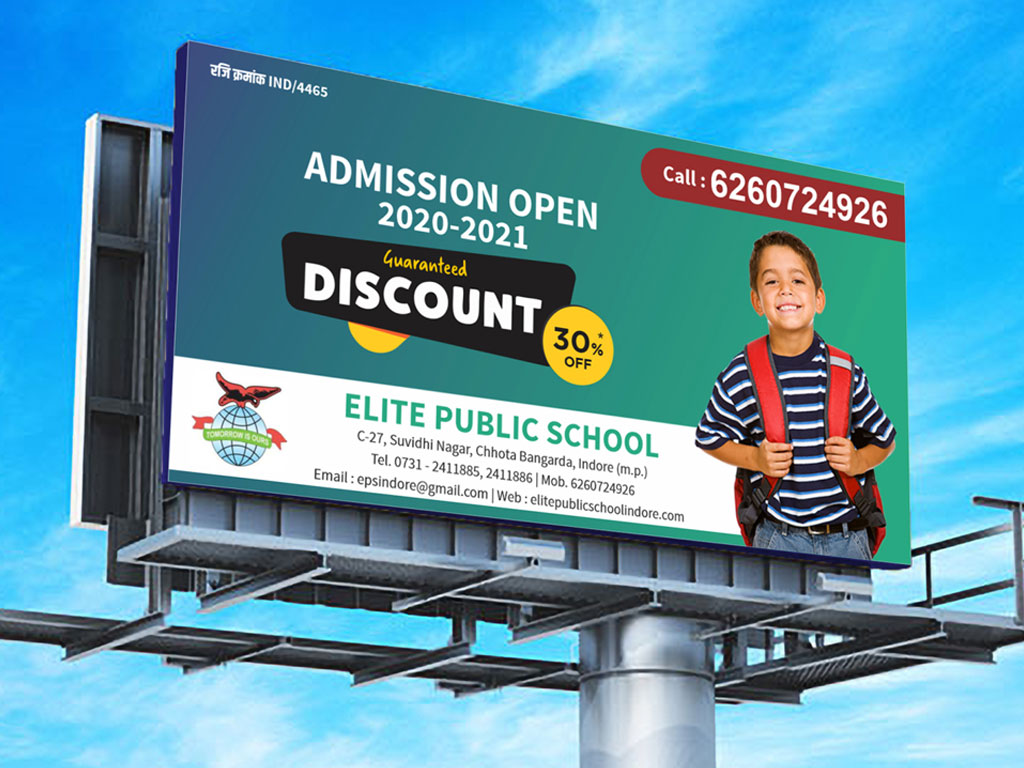 रजि क्रमांक IND/4465
Call : 6260724926
ADMISSION OPEN
2020-2021
Guaranteed
DISCOUNT
30%*
OFF
TOMORROW IS OURS
ELITE PUBLIC SCHOOL
C-27, Suvidhi Nagar, Chhota Bangarda, Indore (m.p.)
Tel. 0731 - 2411885, 2411886 | Mob. 6260724926
Email : epsindore@gmail.com | Web : elitepublicschoolindore.com